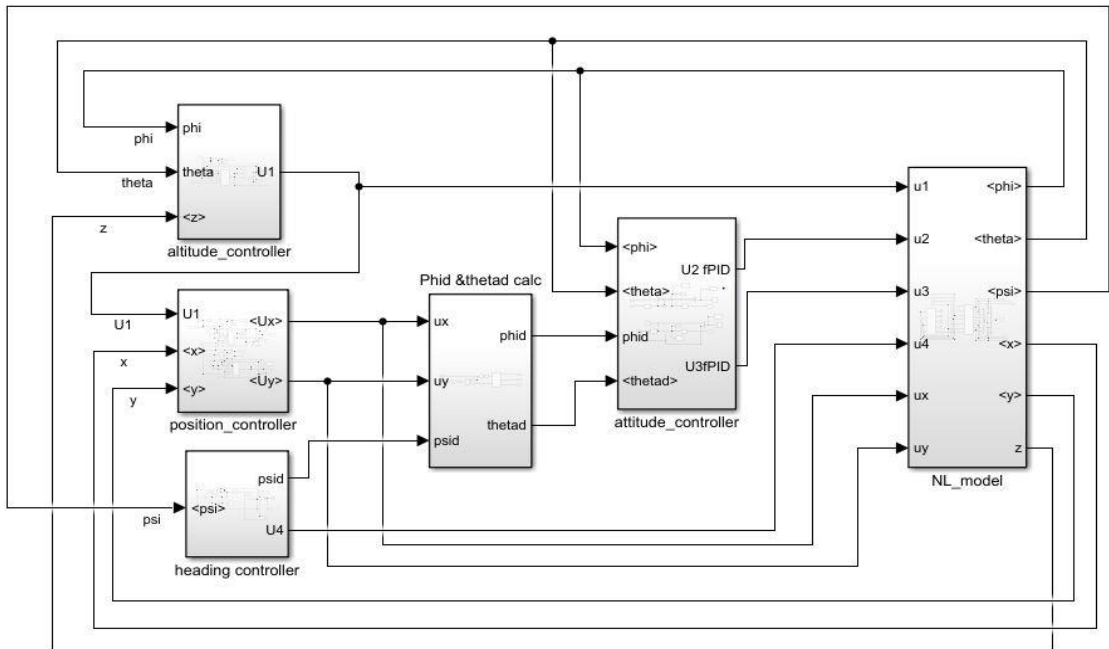 phi
theta
<z>
U1
phi
theta
z
altitude_controller
U1
<x>
<y>
<Ux>
<Uy>
U1
x
y
position_controller
<psi>
psid
U4
psi
heading controller
Phid &thetad calc
ux
uy
psid
phid
thetad
<phi>
<theta>
phid
<thetad>
U2 fPID
U3fPID
attitude_controller
u1
u2
u3
u4
ux
uy
<phi>
<theta>
<psi>
<x>
<y>
z
NL_model